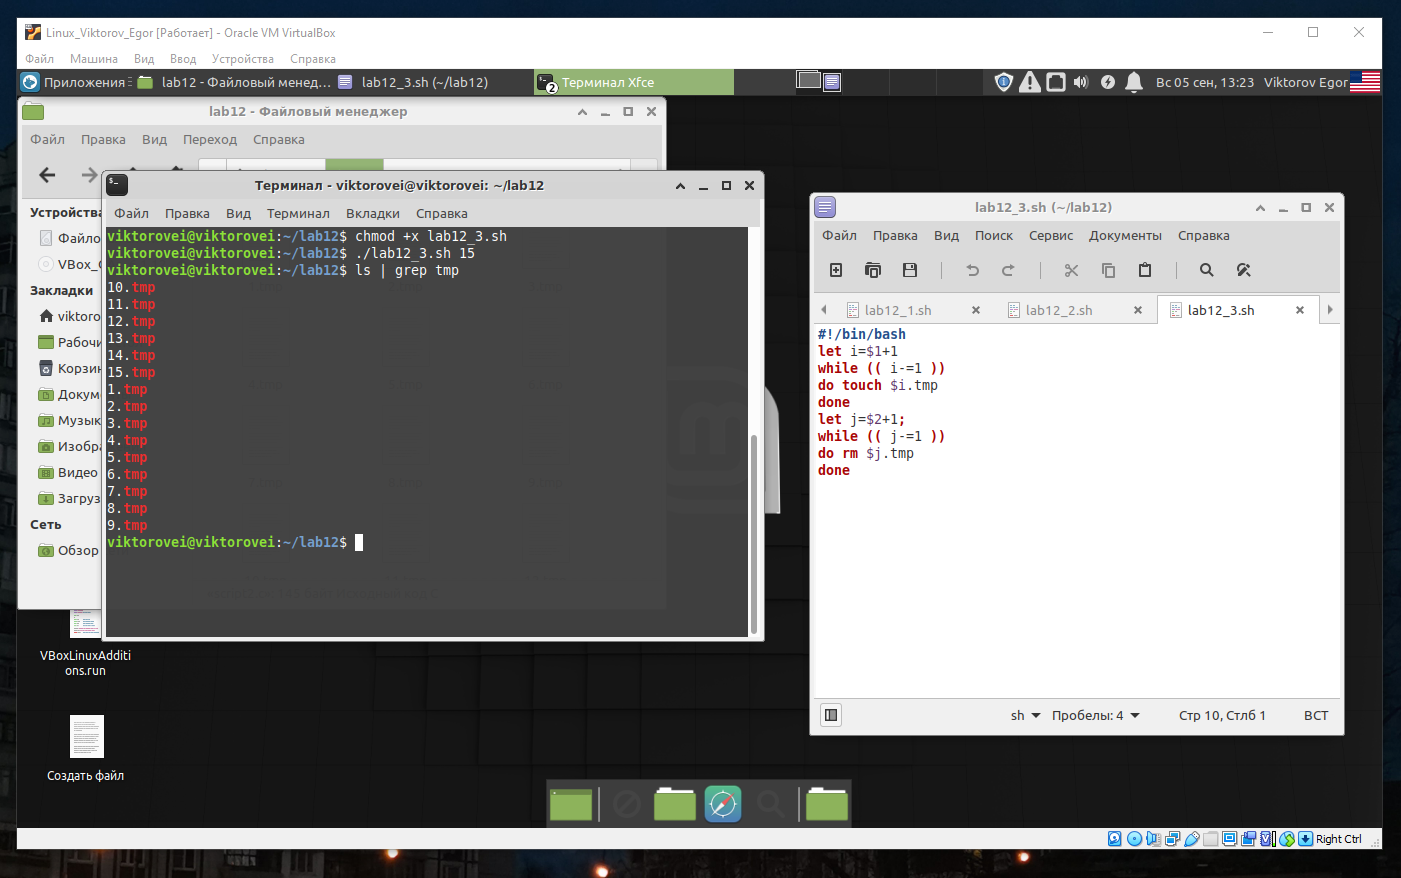 Linux_Viktorov_Egor [Работает] - Oracle VM VirtualBox
Файл Машина Вид Ввод Устройства Справка
Приложения lab12 - Файловый менед... lab12_3.sh (~/lab12) 2 Терминал Xfce Вс 05 сен, 13:23 Viktorov Egor
lab12 - Файловый менеджер
Файл Правка Вид Переход Справка
Устройства
Файло
VBox_
Закладки
viktoro
Рабочи
Корзин
Докум
Музык
Изобра
Видео
Загруз
Сеть
Обзор
Терминал - viktorovei@viktorovei: ~/lab12
Файл Правка Вид Терминал Вкладки Справка
viktorovei@viktorovei:~/lab12$ chmod +x lab12_3.sh
viktorovei@viktorovei:~/lab12$ ./lab12_3.sh 15
viktorovei@viktorovei:~/lab12$ ls | grep tmp
10.tmp
11.tmp
12.tmp
13.tmp
14.tmp
15.tmp
1.tmp
2.tmp
3.tmp
4.tmp
5.tmp
6.tmp
7.tmp
8.tmp
9.tmp
viktorovei@viktorovei:~/lab12$
lab12_3.sh (~/lab12)
Файл Правка Вид Поиск Сервис Документы Справка
lab12_1.sh lab12_2.sh lab12_3.sh
#!/bin/bash
let i=$1+1
while (( i-=1 ))
do touch $i.tmp
done
let j=$2+1;
while (( j-=1 ))
do rm $j.tmp
done
sh Пробелы: 4 Стр 10, Стлб 1 ВСТ
VBoxLinuxAdditi
ons.run
Создать файл
Right Ctrl